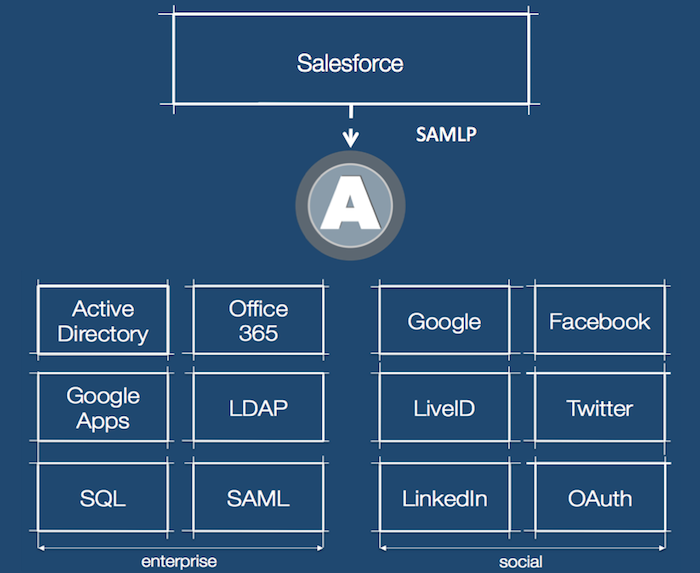 Salesforce
SAMLP
A
Active
Directory
Office
365
Google
Facebook
Google
Apps
LDAP
LiveID
Twitter
SQL
SAML
LinkedIn
OAuth
enterprise
social